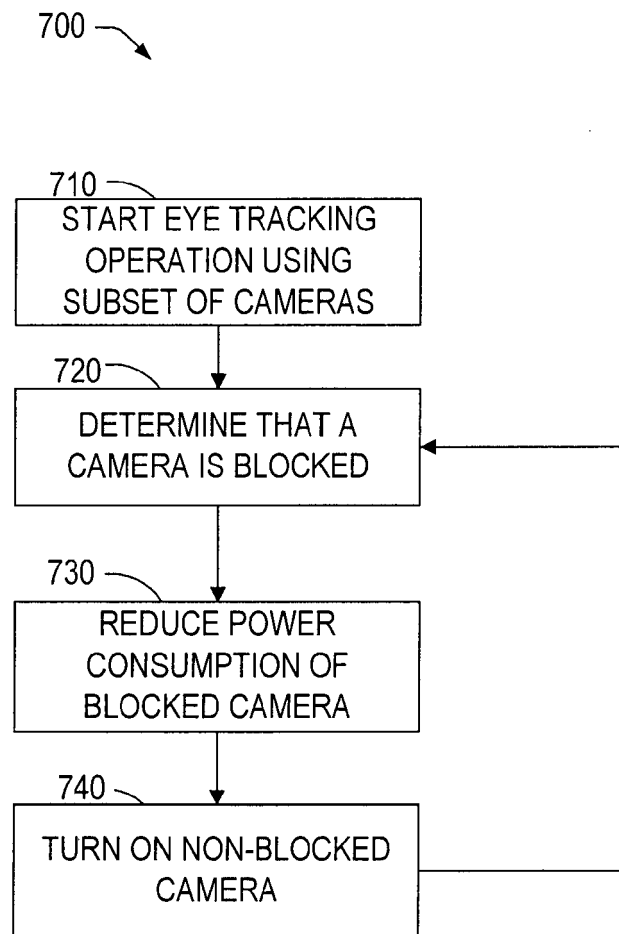 700
710
START EYE TRACKING
OPERATION USING
SUBSET OF CAMERAS
720
DETERMINE THAT A
CAMERA IS BLOCKED
730
REDUCE POWER
CONSUMPTION OF
BLOCKED CAMERA
740
TURN ON NON-BLOCKED
CAMERA